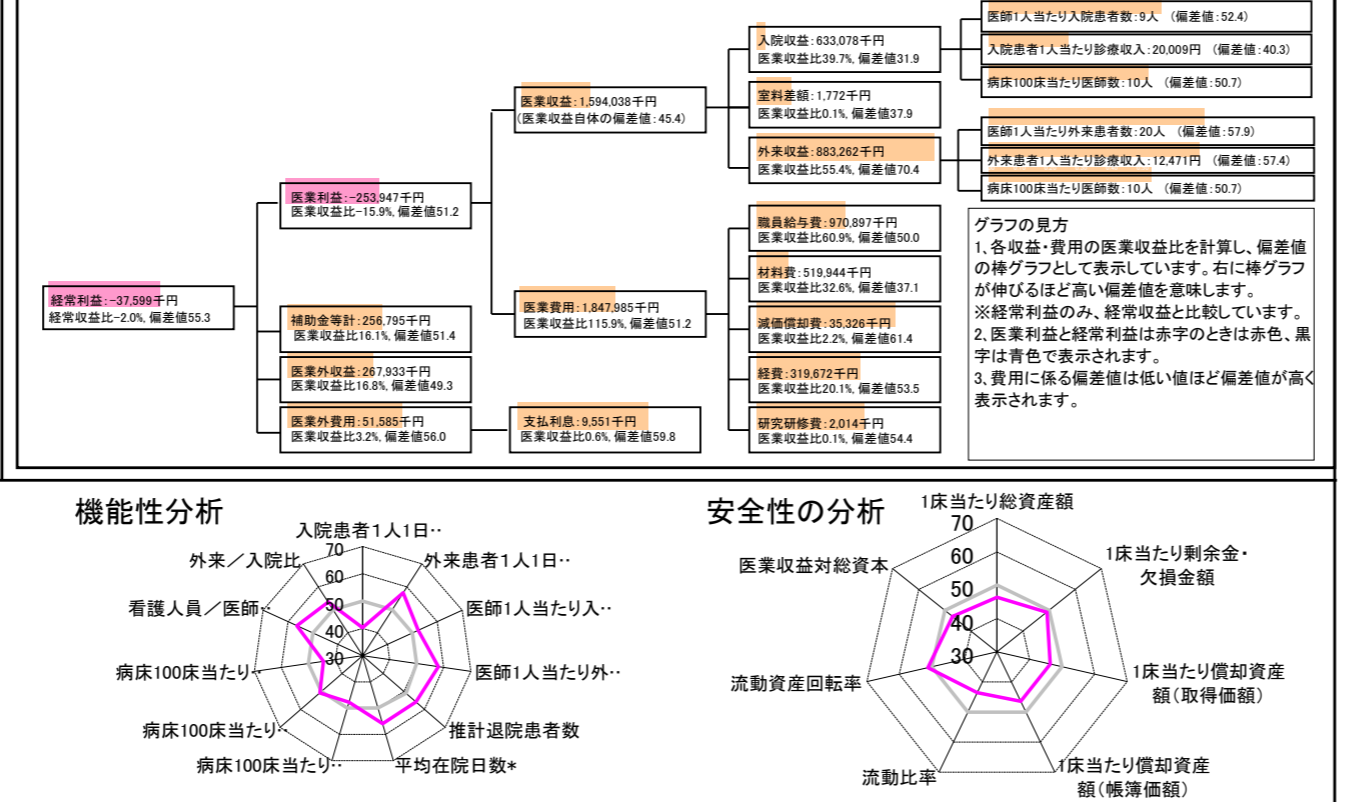 医師1人当たり入院患者数:9人 (偏差値:52.4)
入院患者1人当たり診療収入:20,009円 (偏差値:40.3)
病床100床当たり医師数:10人 (偏差値:50.7)
入院収益:633,078千円
医業収益比39.7%, 偏差値31.9
室料差額:1,772千円
医業収益比0.1%, 偏差値37.9
外来収益:883,262千円
医業収益比55.4%, 偏差値70.4
医師1人当たり外来患者数:20人 (偏差値:57.9)
外来患者1人当たり診療収入:12,471円 (偏差値:57.4)
病床100床当たり医師数:10人 (偏差値:50.7)
医業収益:1,594,038千円
(医業収益自体の偏差値:45.4)
医業利益:-253,947千円
医業収益比-15.9%, 偏差値51.2
経常利益:-37,599千円
経常収益比-2.0%, 偏差値55.3
補助金等計:256,795千円
医業収益比16.1%, 偏差値51.4
医業外収益:267,933千円
医業収益比16.8%, 偏差値49.3
医業外費用:51,585千円
医業収益比3.2%, 偏差値56.0
支払利息:9,551千円
医業収益比0.6%, 偏差値59.8
医業費用:1,847,985千円
医業収益比115.9%, 偏差値51.2
職員給与費:970,897千円
医業収益比60.9%, 偏差値50.0
材料費:519,944千円
医業収益比32.6%, 偏差値37.1
減価償却費:35,326千円
医業収益比2.2%, 偏差値61.4
経費:319,672千円
医業収益比20.1%, 偏差値53.5
研究研修費:2,014千円
医業収益比0.1%, 偏差値54.4
グラフの見方
1、各収益・費用の医業収益比を計算し、偏差値
の棒グラフとして表示しています。右に棒グラフ
が伸びるほど高い偏差値を意味します。
※経常利益のみ、経常収益と比較しています。
2、医業利益と経常利益は赤字のときは赤色、黒
字は青色で表示されます。
3、費用に係る偏差値は低い値ほど偏差値が高く
表示されます。
機能性分析
入院患者1人1日‥
外来患者1人1日‥
医師1人当たり入‥
医師1人当たり外‥
推計退院患者数
平均在院日数*
病床100床当たり‥
病床100床当たり‥
病床100床当たり‥
看護人員/医師‥
外来/入院比
70
60
50
40
30
安全性の分析
1床当たり総資産額
1床当たり剰余金・
欠損金額
1床当たり償却資産
額(取得価額)
1床当たり償却資産
額(帳簿価額)
流動比率
流動資産回転率
医業収益対総資本
70
60
50
40
30